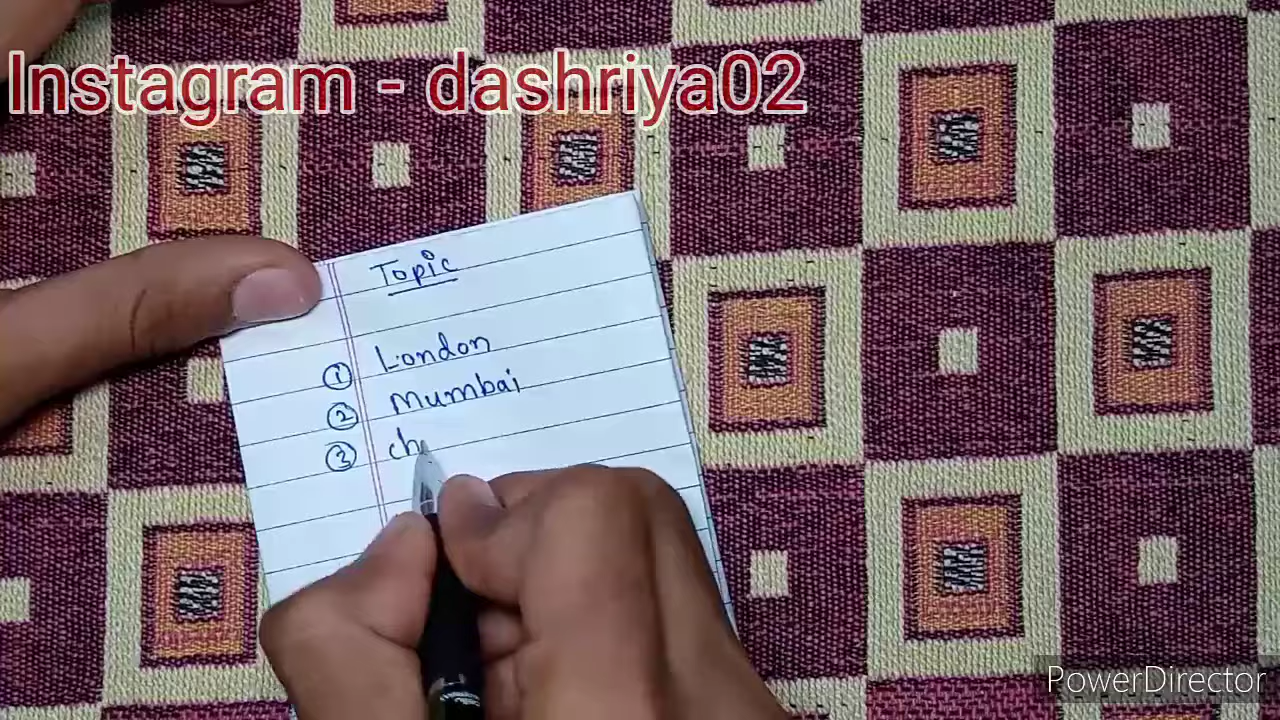 Instagram - dashriya02
Topic
① London
② Mumbai
③ ch
PowerDirector